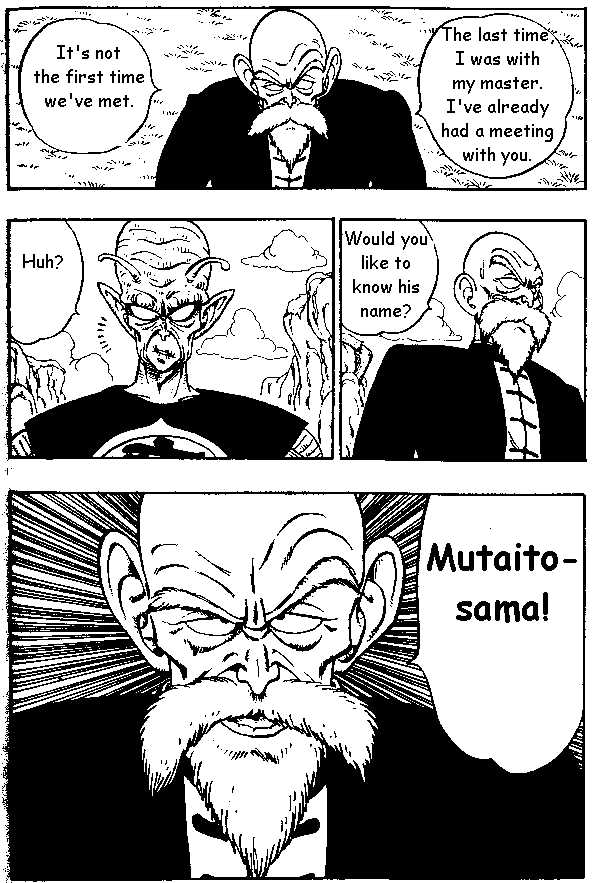 It's not
the first time
we've met.
The last time,
I was with
my master.
I've already
had a meeting
with you.
Huh?
Would you
like to
know his
name?
Mutaito-
sama!